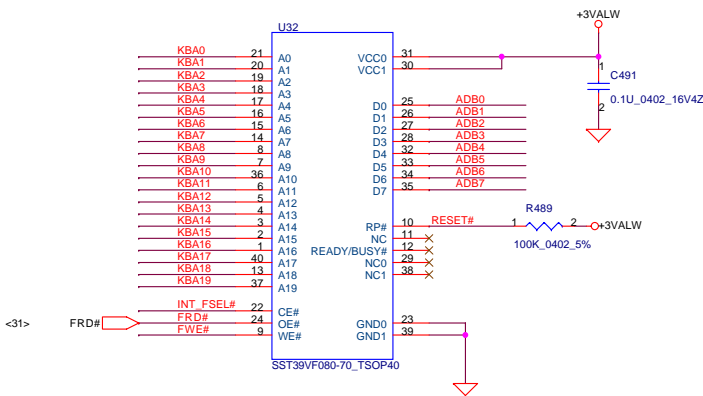 +3VALW
U32
KBA0 21 A0 VCC0 31
KBA1 20 A1 VCC1 30
KBA2 19 A2
KBA3 18 A3
KBA4 17 A4 D0 25 ADB0
KBA5 16 A5 D1 26 ADB1
KBA6 15 A6 D2 27 ADB2
KBA7 14 A7 D3 28 ADB3
KBA8 8 A8 D4 32 ADB4
KBA9 7 A9 D5 33 ADB5
KBA10 36 A10 D6 34 ADB6
KBA11 6 A11 D7 35 ADB7
KBA12 5 A12
KBA13 4 A13
KBA14 3 A14 RP# 10 RESET#
KBA15 2 A15 NC 11
KBA16 1 A16 READY/BUSY# 12
KBA17 40 A17 NC0 29
KBA18 13 A18 NC1 38
KBA19 37 A19
INT_FSEL# 22 CE# GND0 23
<31> FRD# FRD# 24 OE# GND1 39
FWE# 9 WE#
SST39VF080-70_TSOP40
1
C491
0.1U_0402_16V4Z
2
R489
1 2 +3VALW
100K_0402_5%